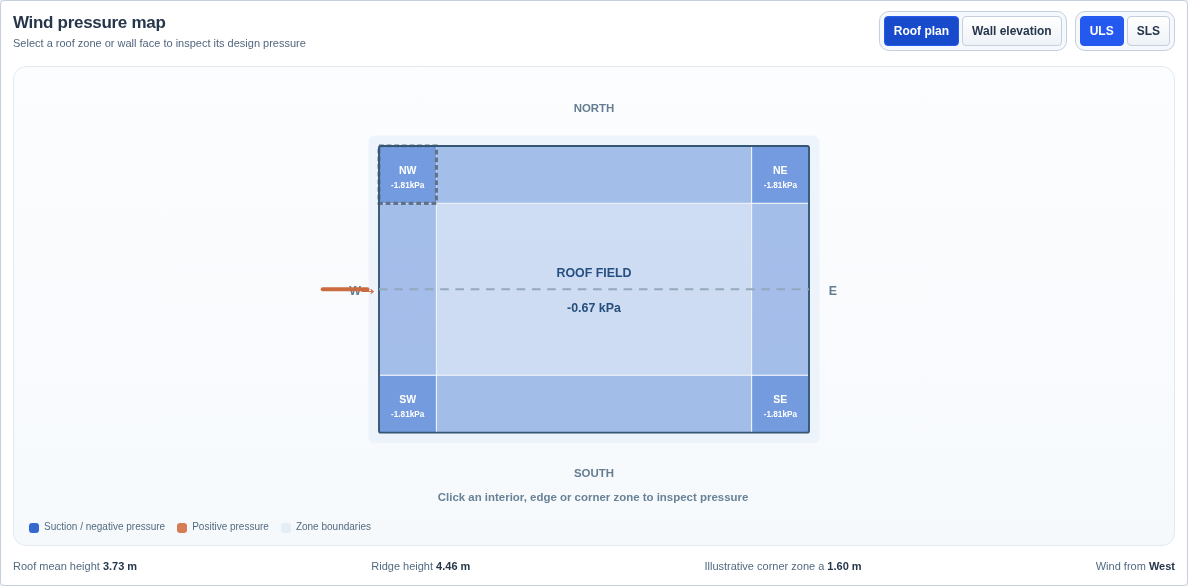 Wind pressure map
Select a roof zone or wall face to inspect its design pressure
Roof plan
Wall elevation
ULS
SLS
NORTH
NW
-1.81kPa
NE
-1.81kPa
ROOF FIELD
W
E
-0.67 kPa
SW
-1.81kPa
SE
-1.81kPa
SOUTH
Click an interior, edge or corner zone to inspect pressure
Suction / negative pressure
Positive pressure
Zone boundaries
Roof mean height 3.73 m
Ridge height 4.46 m
Illustrative corner zone a 1.60 m
Wind from West